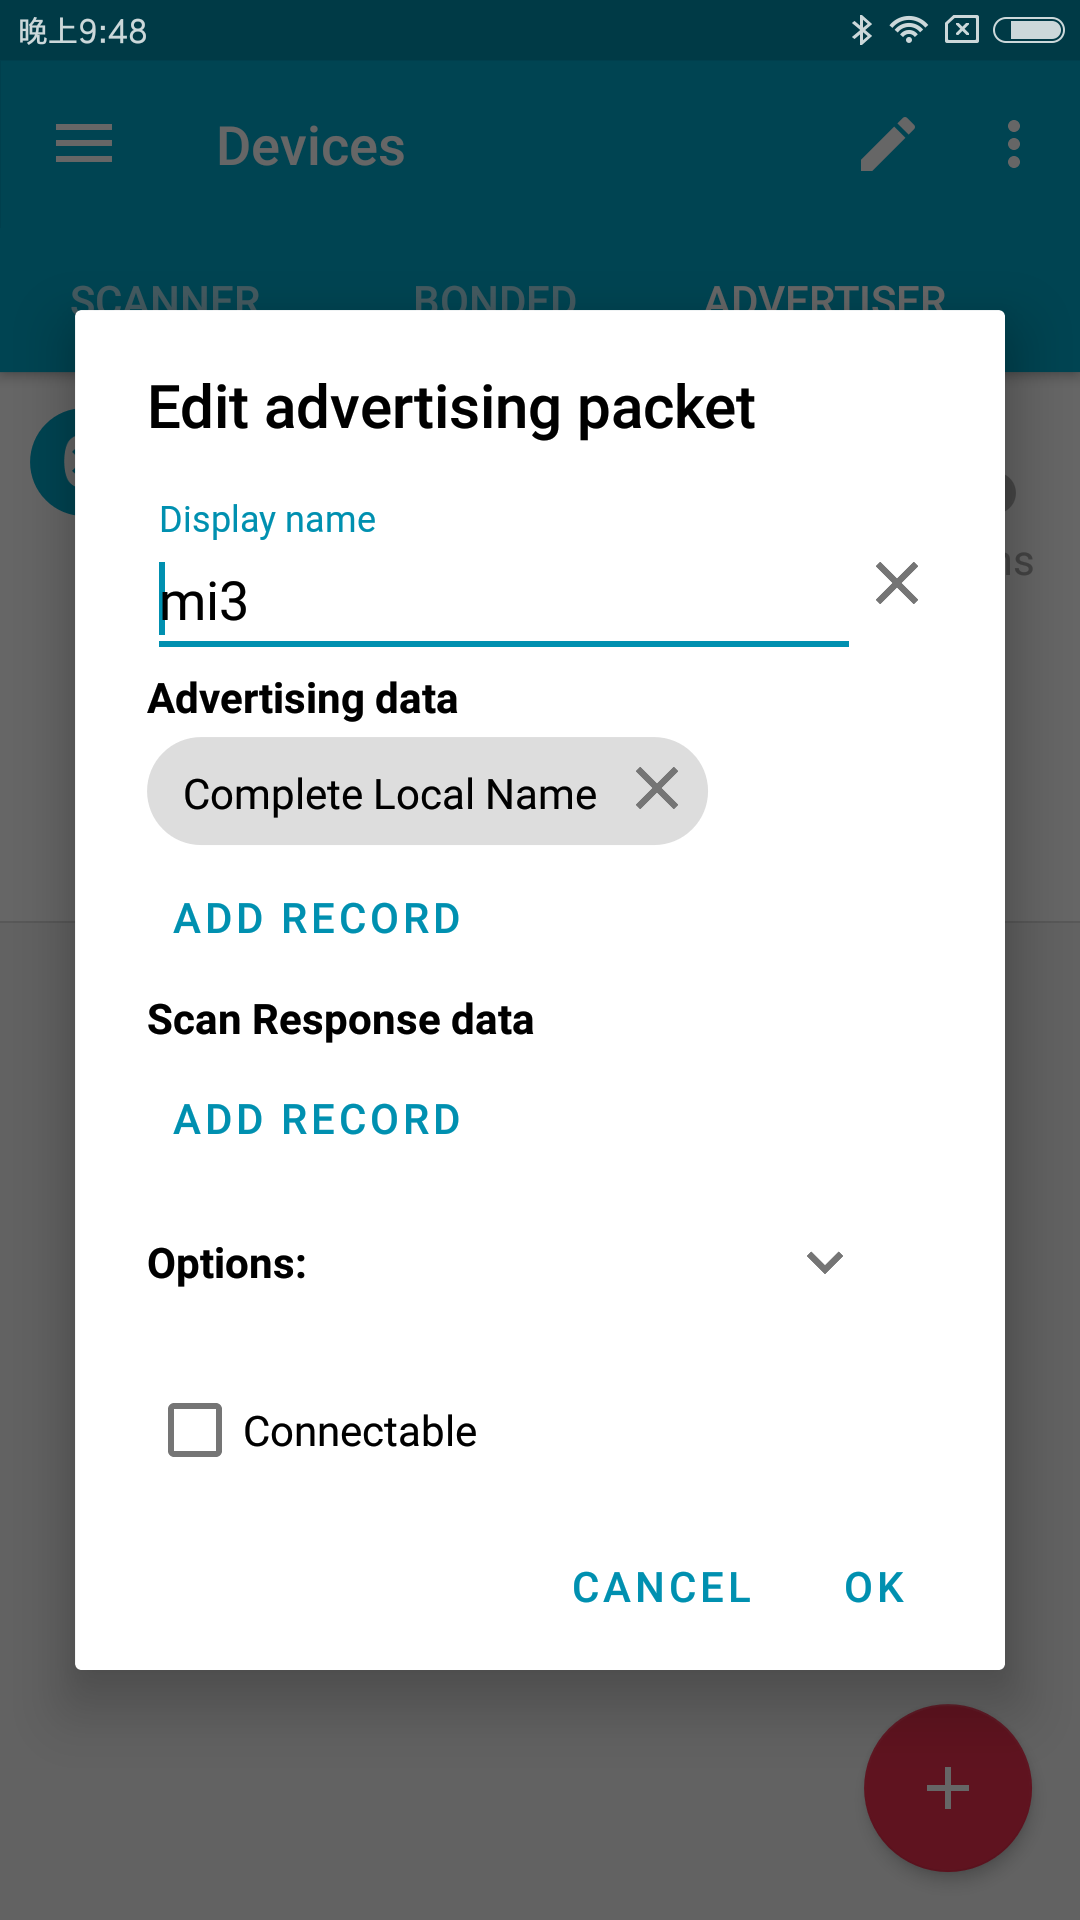 晚上9:48
Devices
SCANNER BONDED ADVERTISER
Edit advertising packet
Display name
mi3
Advertising data
Complete Local Name
ADD RECORD
Scan Response data
ADD RECORD
Options:
Connectable
CANCEL OK